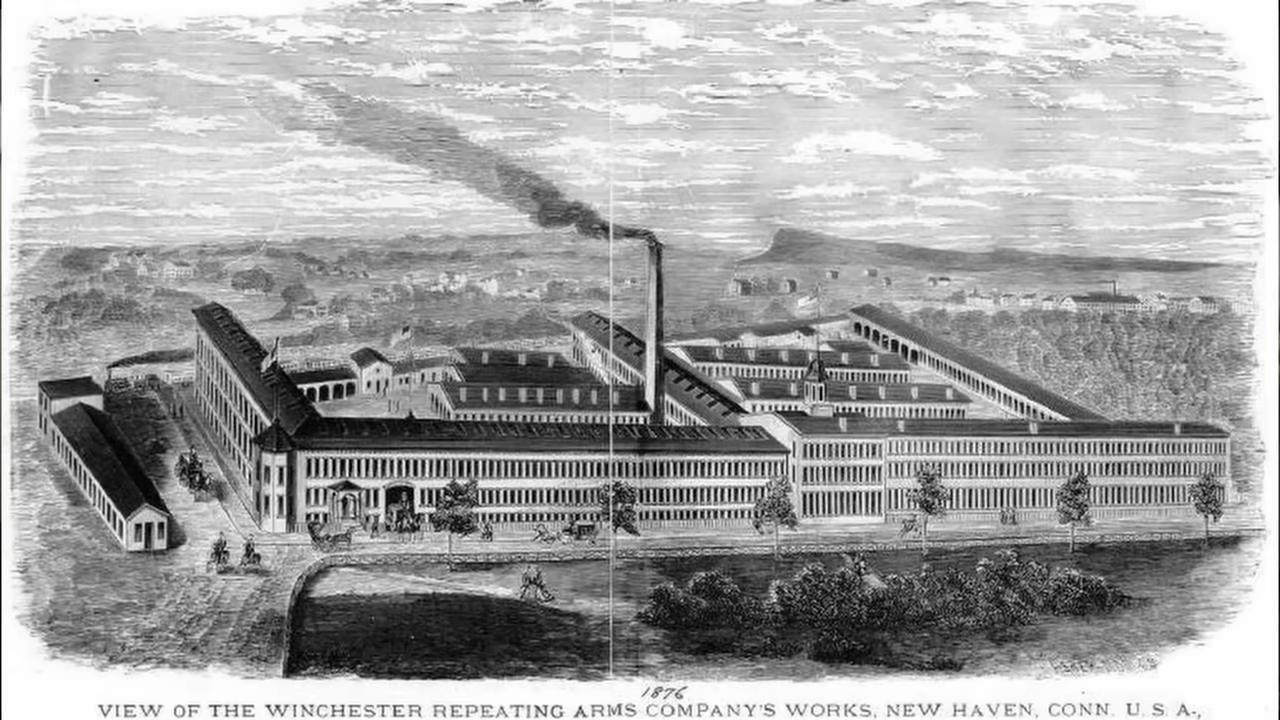 1876
VIEW OF THE WINCHESTER REPEATING ARMS COMPANY'S WORKS, NEW HAVEN, CONN. U. S. A.,